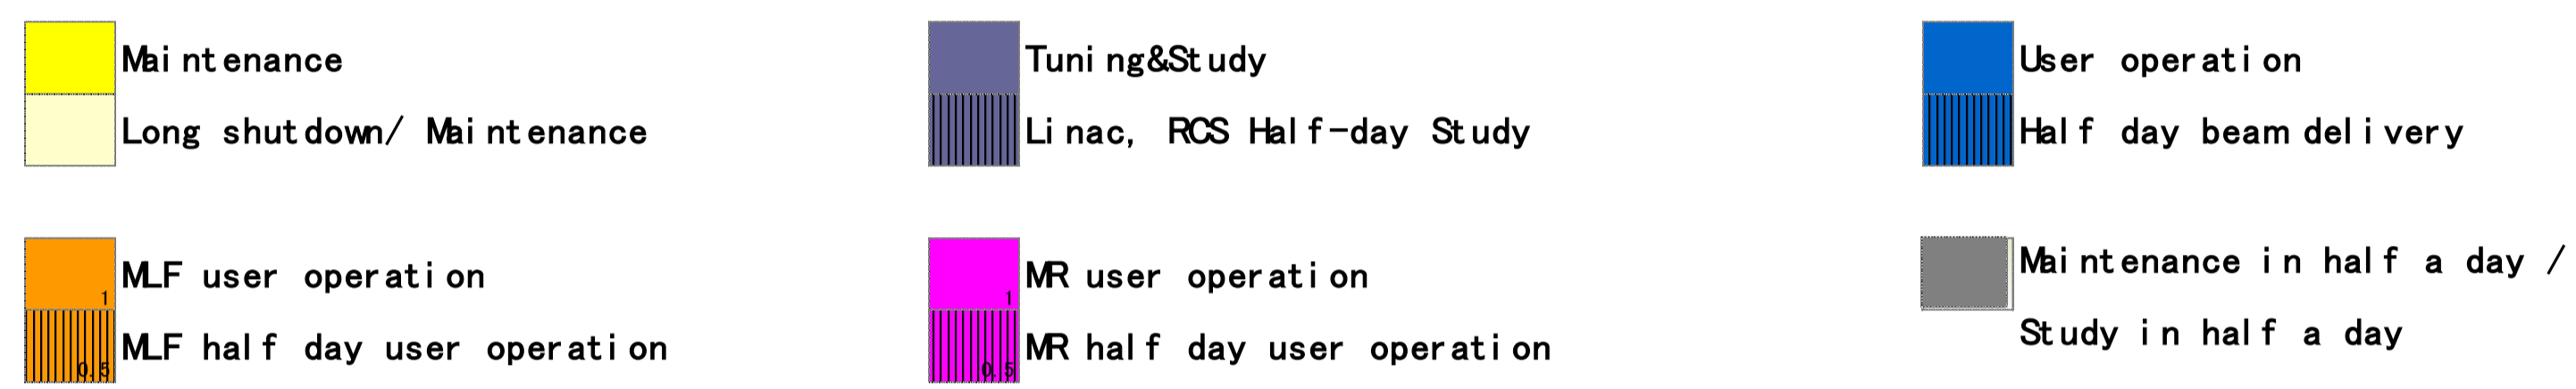 Maintenance
Tuning&Study
User operation
Long shutdown/ Maintenance
Linac, RCS Half-day Study
Half day beam delivery
1 MLF user operation
1 MR user operation
Maintenance in half a day /
0.5 MLF half day user operation
0.5 MR half day user operation
Study in half a day